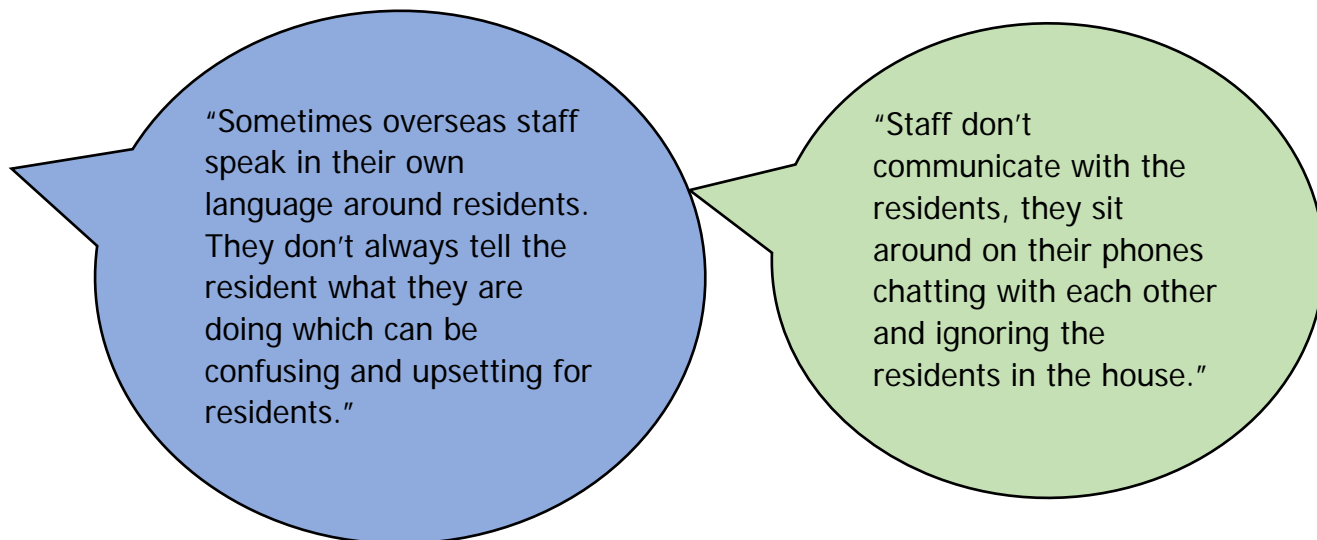 “Sometimes overseas staff
speak in their own
language around residents.
They don’t always tell the
resident what they are
doing which can be
confusing and upsetting for
residents.”
“Staff don’t
communicate with the
residents, they sit
around on their phones
chatting with each other
and ignoring the
residents in the house.”